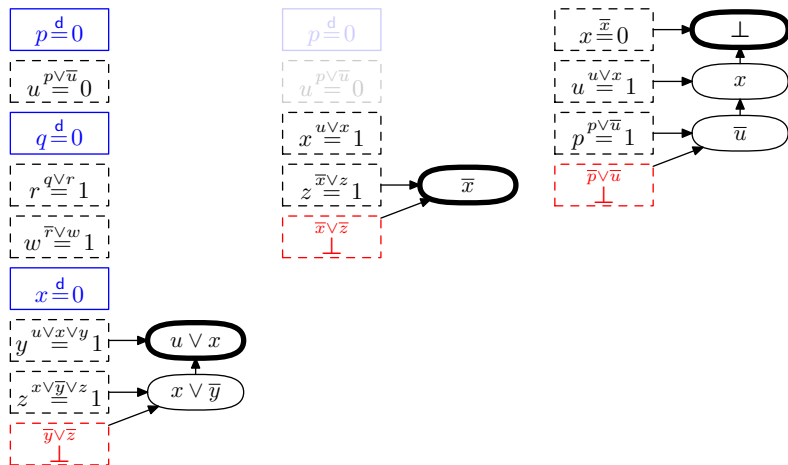 p =^d 0
u =^{p∨u̅} 0
q =^d 0
r =^{q∨r} 1
w =^{r̅∨w} 1
x =^d 0
y =^{u∨x∨y} 1
u ∨ x
z =^{x∨y̅∨z} 1
x ∨ y̅
y̅∨z̅
⊥
p =^d 0
u =^{p∨u̅} 0
x =^{u∨x} 1
z =^{x̅∨z} 1
x̅
x̅∨z̅
⊥
x =^{x̅} 0
⊥
u =^{u∨x} 1
x
p =^{p∨u̅} 1
u̅
p̅∨u̅
⊥